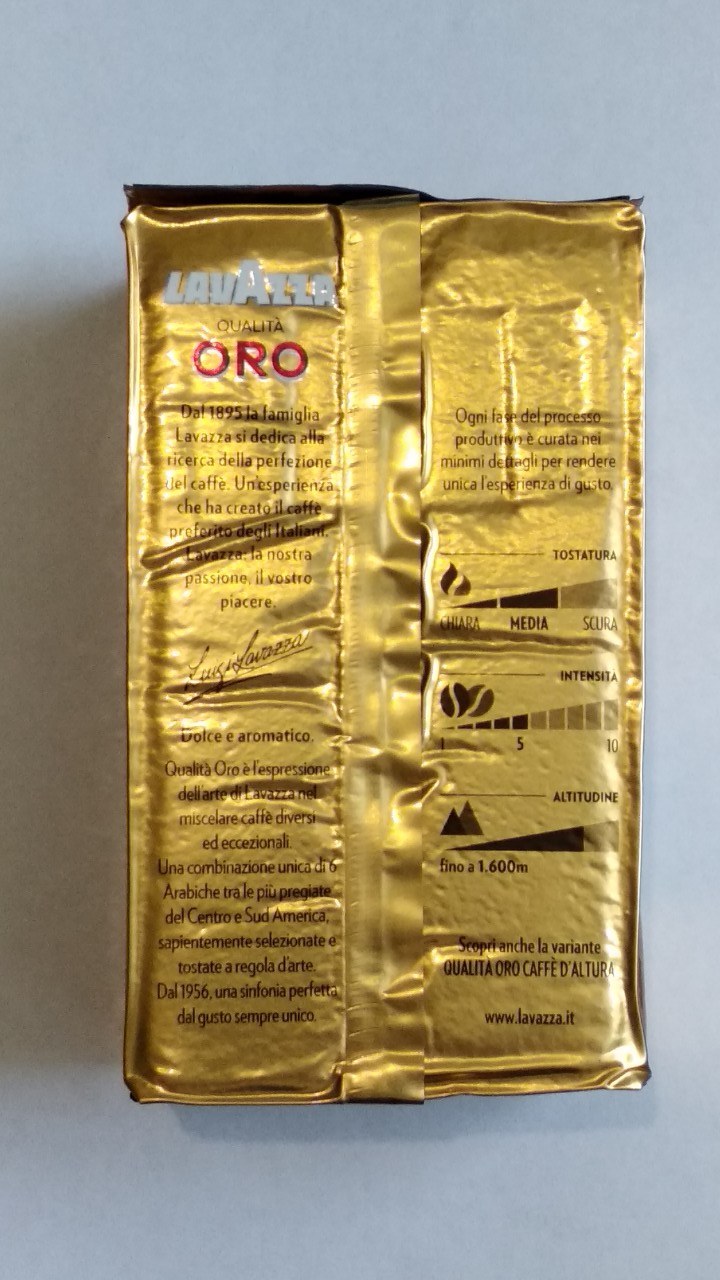 LAVAZZA
QUALITÀ
ORO
Dal 1895 la famiglia
Lavazza si dedica alla
ricerca della perfezione
del caffè. Un'esperienza
che ha creato il caffè
preferito degli Italiani.
Lavazza: la nostra
passione, il vostro
piacere.
Luigi Lavazza
Dolce e aromatico.
Qualità Oro è l'espressione
dell'arte di Lavazza nel
miscelare caffè diversi
ed eccezionali.
Una combinazione unica di 6
Arabiche tra le più pregiate
del Centro e Sud America,
sapientemente selezionate e
tostate a regola d'arte.
Dal 1956, una sinfonia perfetta
dal gusto sempre unico.
Ogni fase del processo
produttivo è curata nei
minimi dettagli per rendere
unica l'esperienza di gusto.
TOSTATURA
CHIARA MEDIA SCURA
INTENSITÀ
1 5 10
ALTITUDINE
fino a 1.600m
Scopri anche la variante
QUALITÀ ORO CAFFÈ D'ALTURA
www.lavazza.it